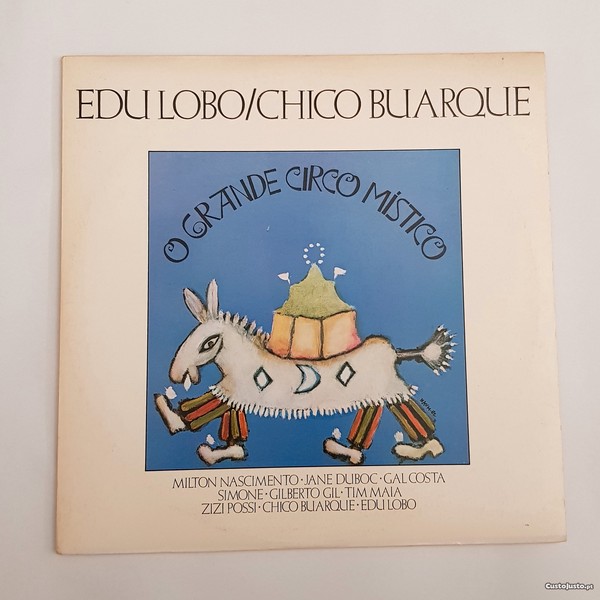 EDU LOBO/CHICO BUARQUE
O GRANDE CIRCO MÍSTICO
MILTON NASCIMENTO · JANE DUBOC · GAL COSTA
SIMONE · GILBERTO GIL · TIM MAIA
ZIZI POSSI · CHICO BUARQUE · EDU LOBO
CustoJusto.pt